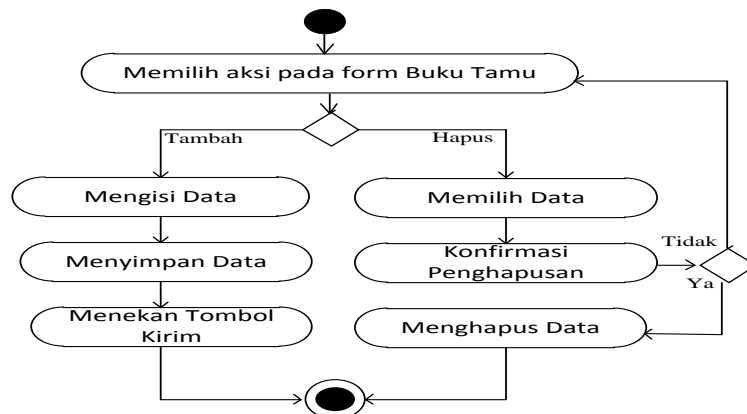 Memilih aksi pada form Buku Tamu
Tambah
Hapus
Mengisi Data
Memilih Data
Menyimpan Data
Konfirmasi
Penghapusan
Tidak
Ya
Menekan Tombol
Kirim
Menghapus Data